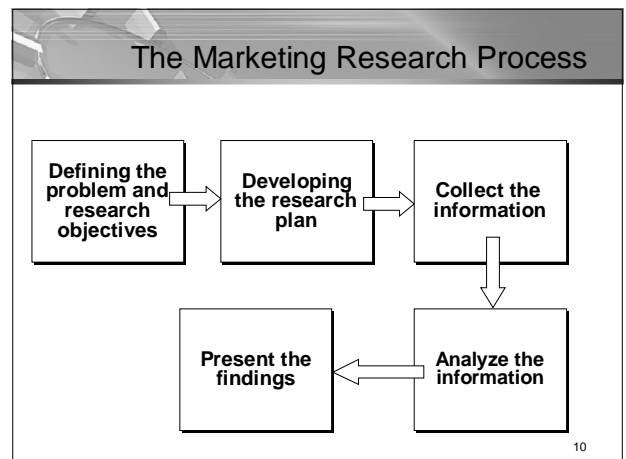 The Marketing Research Process
Defining the
problem and
research
objectives
Developing
the research
plan
Collect the
information
Analyze the
information
Present the
findings
10